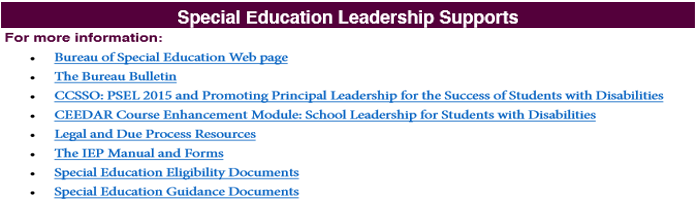 Special Education Leadership Supports
For more information:
• Bureau of Special Education Web page
• The Bureau Bulletin
• CCSSO: PSEL 2015 and Promoting Principal Leadership for the Success of Students with Disabilities
• CEEDAR Course Enhancement Module: School Leadership for Students with Disabilities
• Legal and Due Process Resources
• The IEP Manual and Forms
• Special Education Eligibility Documents
• Special Education Guidance Documents